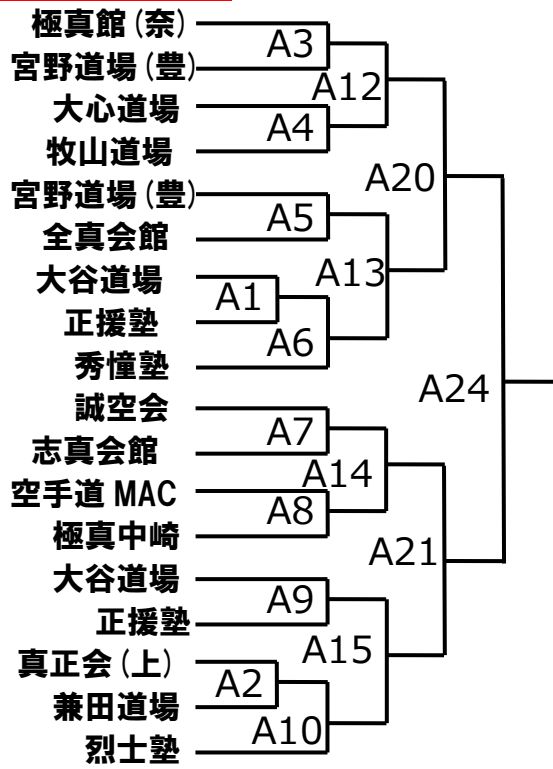 極真館(奈)
A3
宮野道場(豊)
A12
大心道場
A4
牧山道場
A20
宮野道場(豊)
A5
全真会館
A13
大谷道場
A1
正援塾
A6
秀憧塾
A24
誠空会
A7
志真会館
A14
空手道 MAC
A8
極真中崎
A21
大谷道場
A9
正援塾
A15
真正会(上)
A2
兼田道場
A10
烈士塾